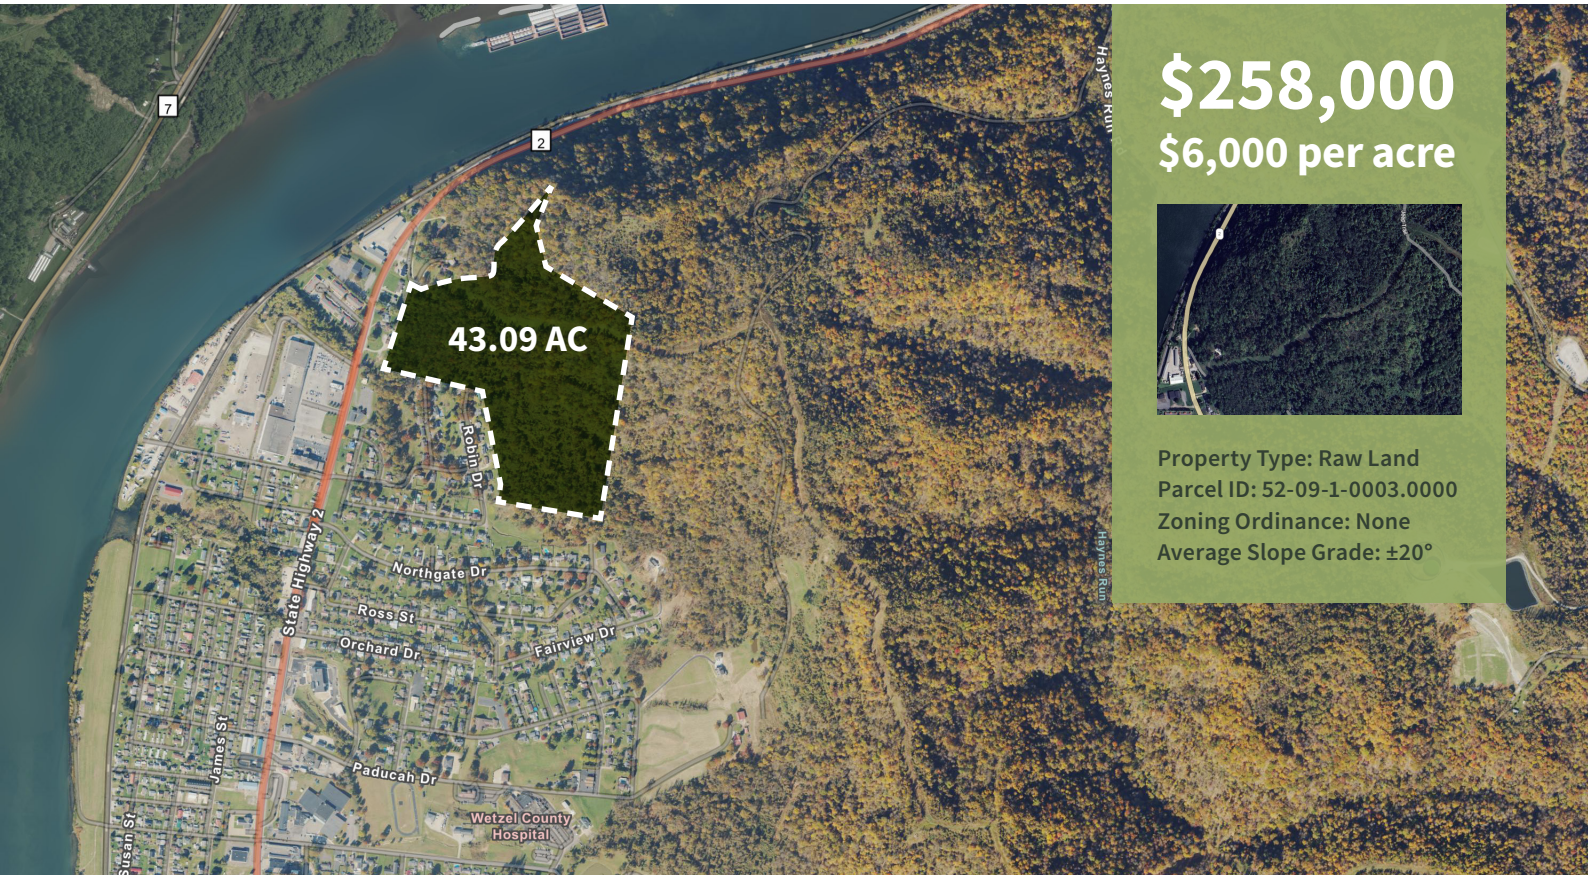 7
2
Haynes Run
$258,000
$6,000 per acre
43.09 AC
Robin Dr
State Highway 2
Northgate Dr
Ross St
Orchard Dr
Fairview Dr
James St
Paducah Dr
Susan St
Wetzel County
Hospital
Haynes Run
Property Type: Raw Land
Parcel ID: 52-09-1-0003.0000
Zoning Ordinance: None
Average Slope Grade: ±20°